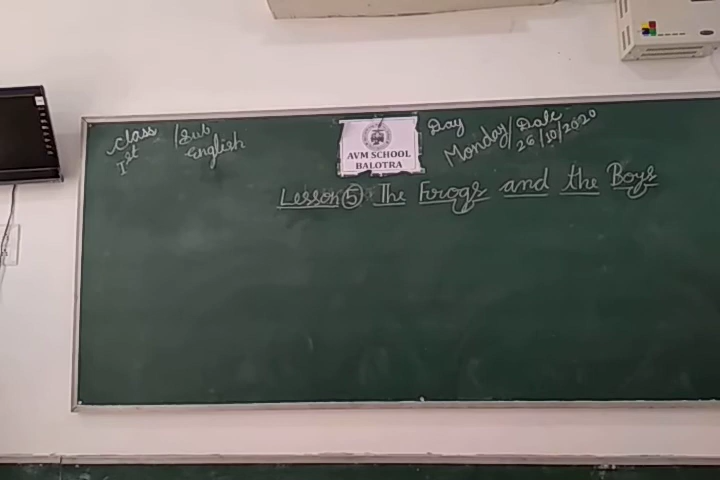 Class /Sub
Ist English
AVM SCHOOL
BALOTRA
Day / Date
Monday 26/10/2020
Lesson 5 The Frogs and the Boys